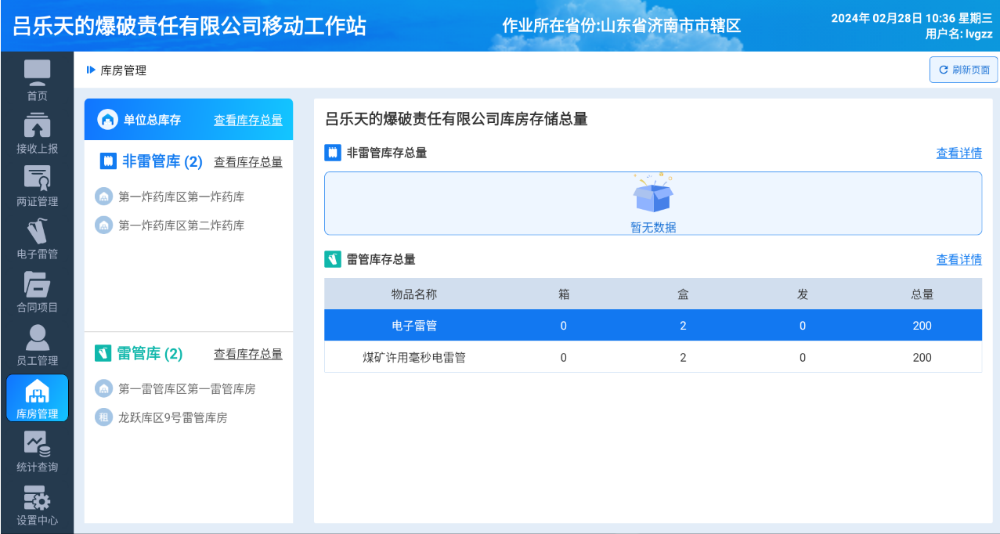 吕乐天的爆破责任有限公司移动工作站
作业所在省份:山东省济南市市辖区
2024年 02月28日 10:36 星期三
用户名: lvgzz
首页
接收上报
两证管理
电子雷管
合同项目
员工管理
库房管理
统计查询
设置中心
库房管理
刷新页面
单位总库存 查看库存总量
非雷管库 (2) 查看库存总量
第一炸药库区第一炸药库
第一炸药库区第二炸药库
雷管库 (2) 查看库存总量
第一雷管库区第一雷管库房
租 龙跃库区9号雷管库房
吕乐天的爆破责任有限公司库房存储总量
非雷管库存总量 查看详情
暂无数据
雷管库存总量 查看详情
物品名称 箱 盒 发 总量
电子雷管 0 2 0 200
煤矿许用毫秒电雷管 0 2 0 200